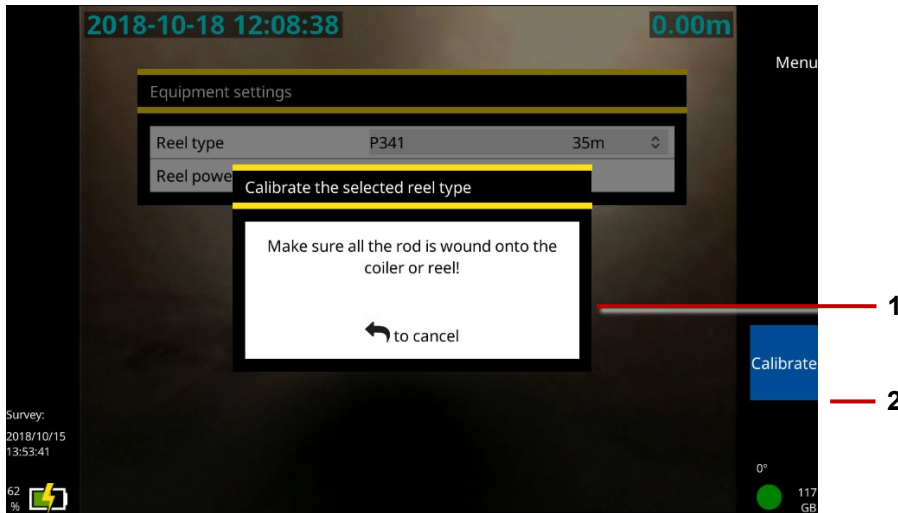 2018-10-18 12:08:38 0.00m
Menu
Equipment settings
Reel type P341 35m
Reel powe
Calibrate the selected reel type
Make sure all the rod is wound onto the
coiler or reel!
to cancel
1
Calibrate
2
Survey:
2018/10/15
13:53:41
0°
62
%
117
GB